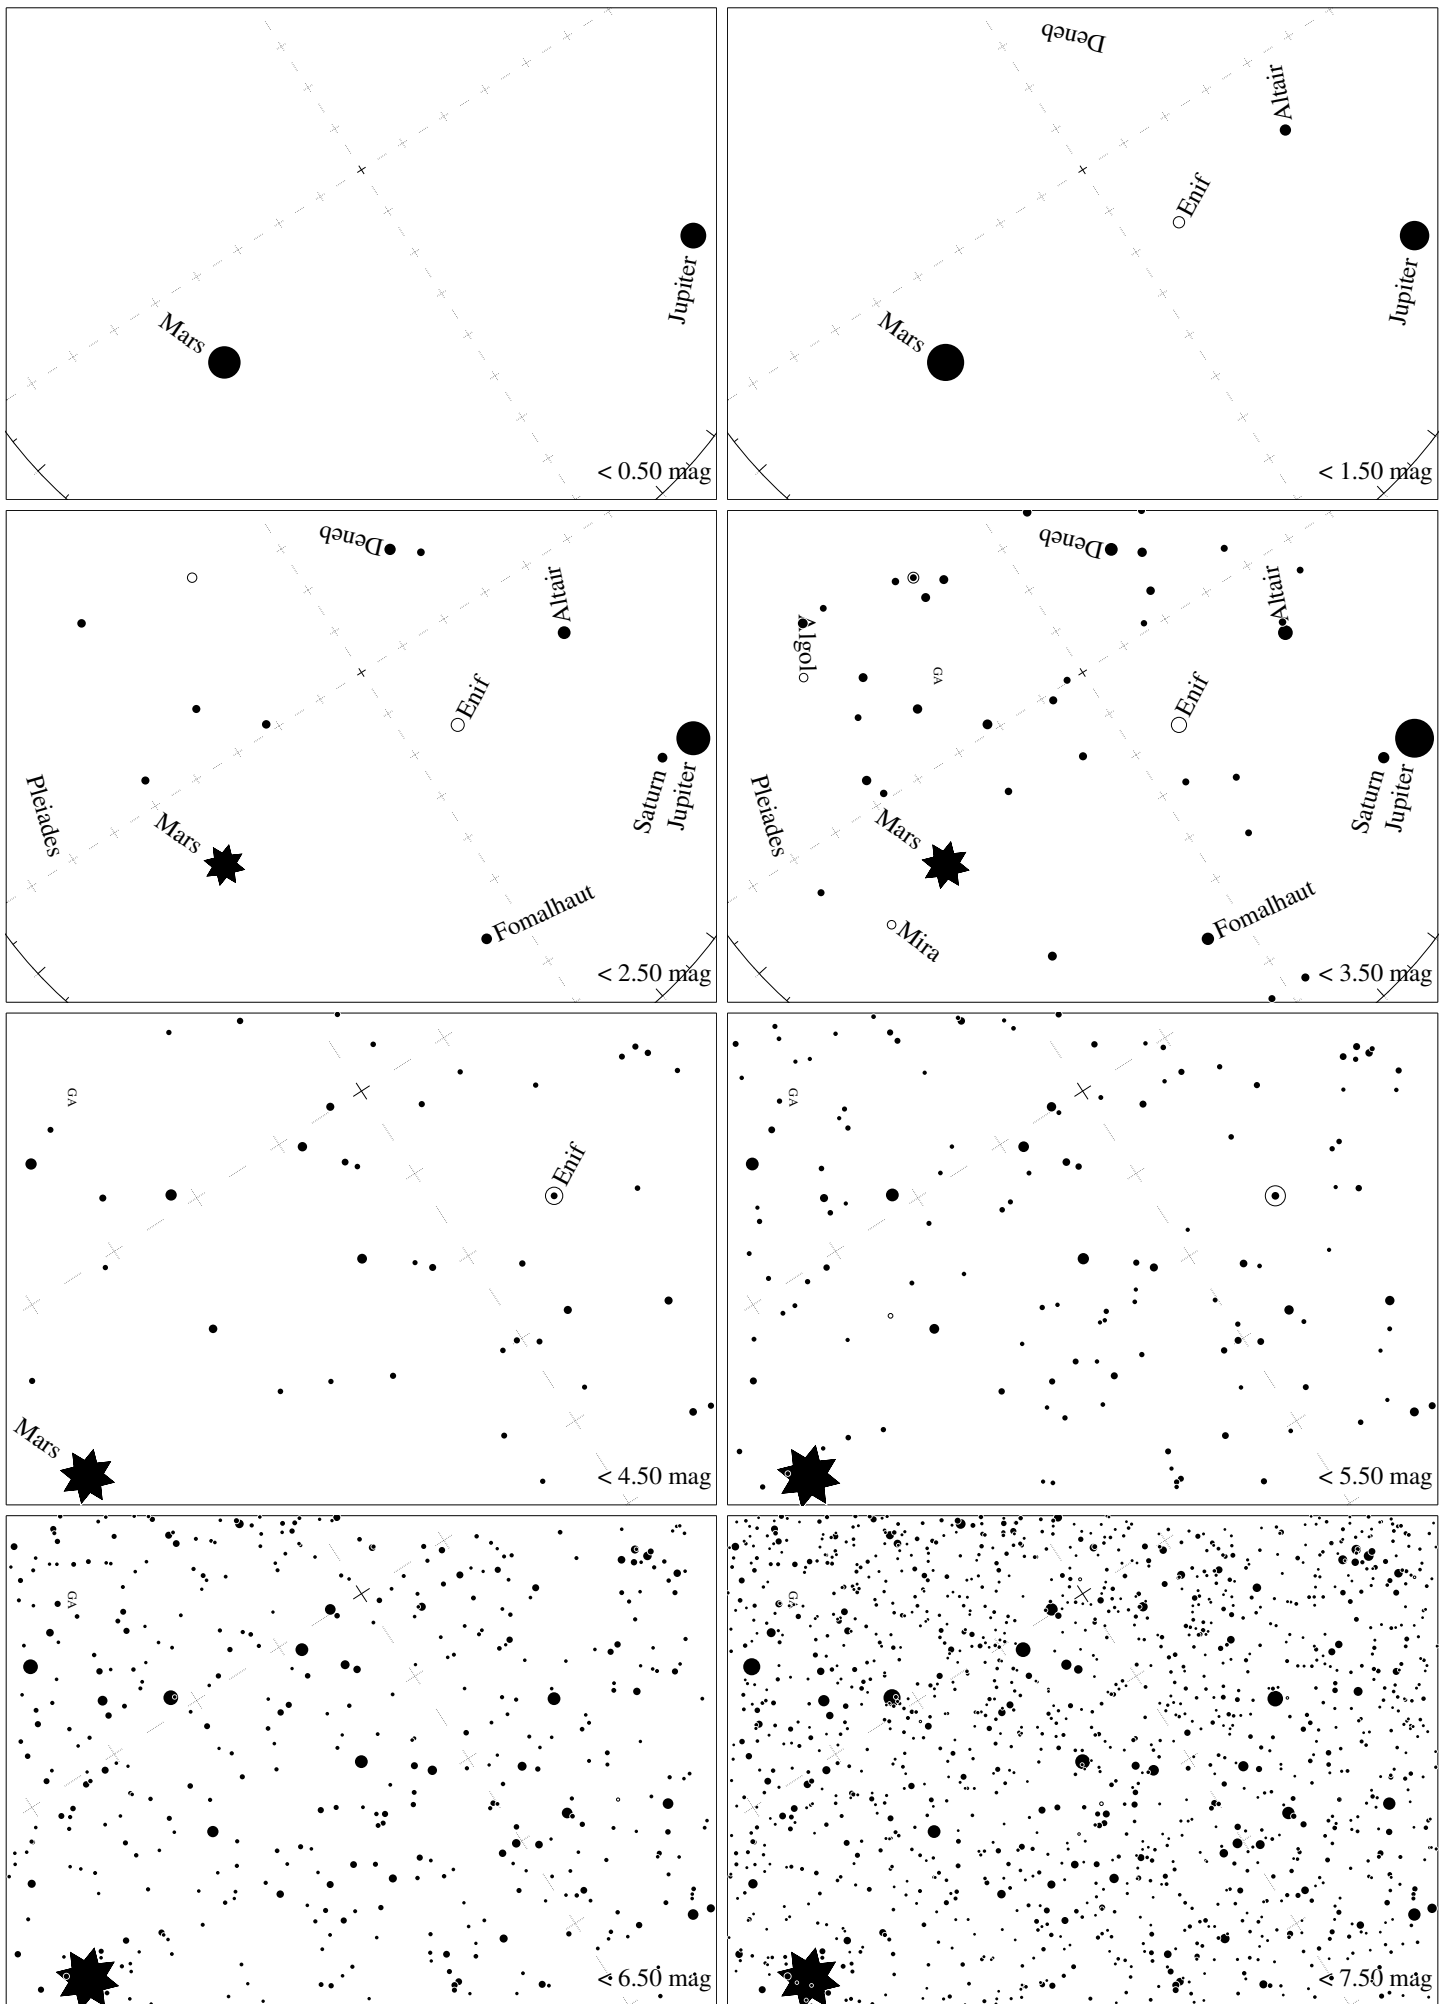 Mars
Jupiter
< 0.50 mag
Deneb
Altair
Enif
Mars
Jupiter
< 1.50 mag
Deneb
Altair
Enif
Pleiades
Mars
Saturn
Jupiter
Fomalhaut
< 2.50 mag
Deneb
Altair
Algol
GA
Enif
Pleiades
Mars
Saturn
Jupiter
Mira
Fomalhaut
< 3.50 mag
GA
Enif
Mars
< 4.50 mag
GA
< 5.50 mag
GA
< 6.50 mag
GA
< 7.50 mag